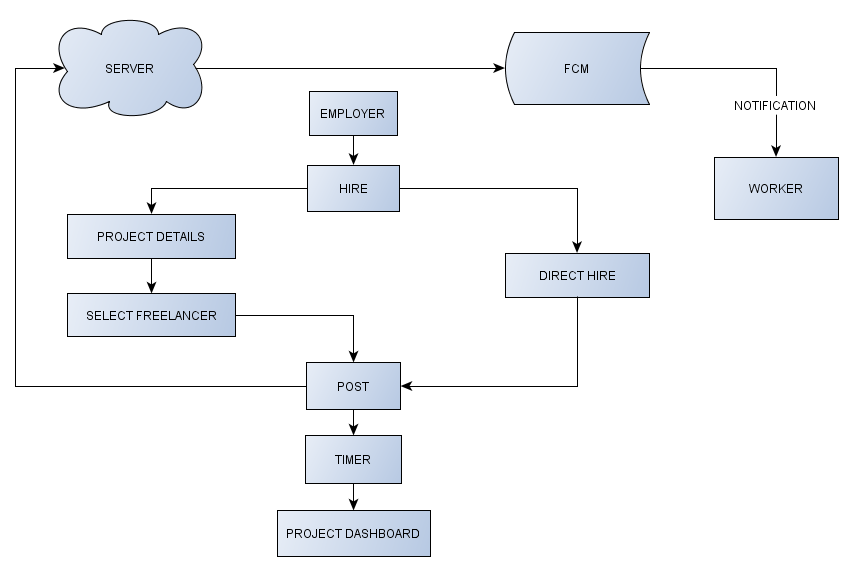 SERVER
FCM
NOTIFICATION
EMPLOYER
HIRE
WORKER
PROJECT DETAILS
DIRECT HIRE
SELECT FREELANCER
POST
TIMER
PROJECT DASHBOARD